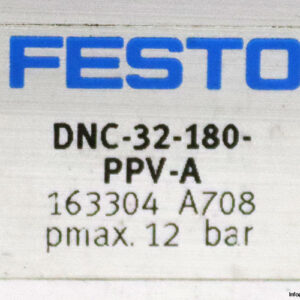 FESTO
DNC-32-180-
PPV-A
163304 A708
pmax. 12 bar